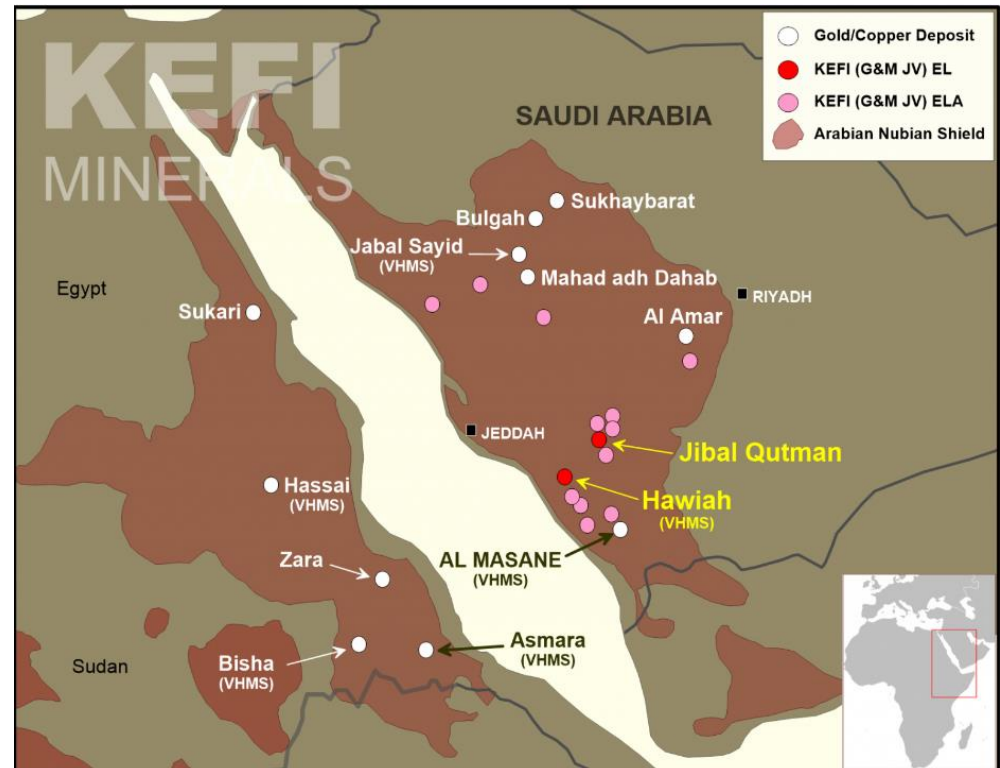 KEFI
MINERALS
Gold/Copper Deposit
KEFI (G&M JV) EL
KEFI (G&M JV) ELA
Arabian Nubian Shield
SAUDI ARABIA
Sukhaybarat
Bulgah
Jabal Sayid
(VHMS)
Mahad adh Dahab
Egypt
RIYADH
Sukari
Al Amar
JEDDAH
Jibal Qutman
Hassai
(VHMS)
Hawiah
(VHMS)
AL MASANE
(VHMS)
Zara
Asmara
(VHMS)
Bisha
(VHMS)
Sudan